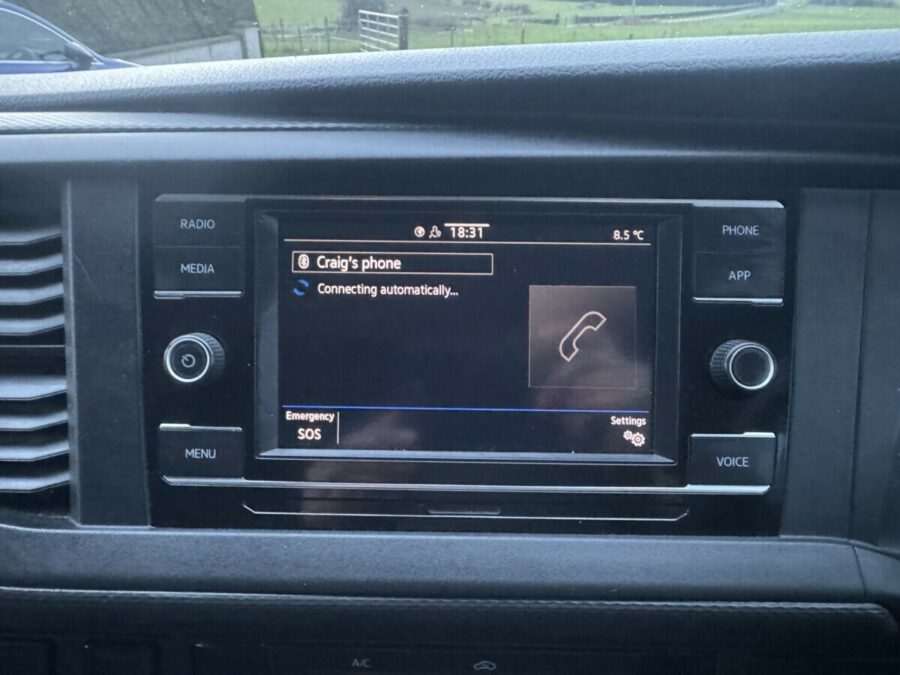 RADIO
MEDIA
MENU
18:31
8.5 °C
Craig's phone
Connecting automatically...
Emergency
SOS
Settings
PHONE
APP
VOICE
A/C